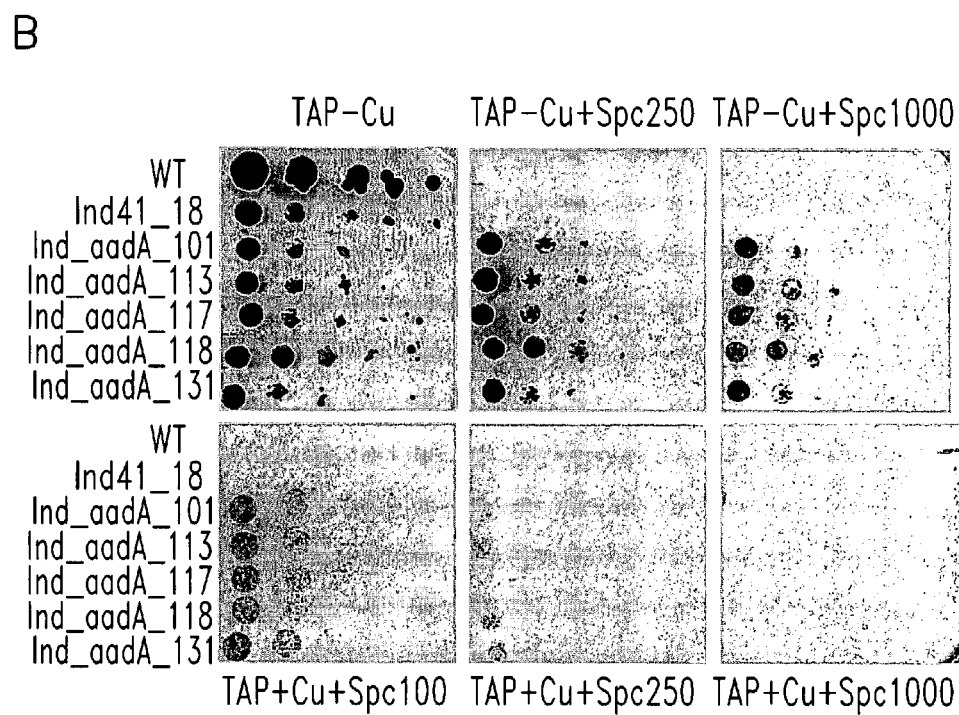 B
TAP-Cu TAP-Cu+Spc250 TAP-Cu+Spc1000
WT
Ind41_18
Ind_aadA_101
Ind_aadA_113
Ind_aadA_117
Ind_aadA_118
Ind_aadA_131
WT
Ind41_18
Ind_aadA_101
Ind_aadA_113
Ind_aadA_117
Ind_aadA_118
Ind_aadA_131
TAP+Cu+Spc100 TAP+Cu+Spc250 TAP+Cu+Spc1000